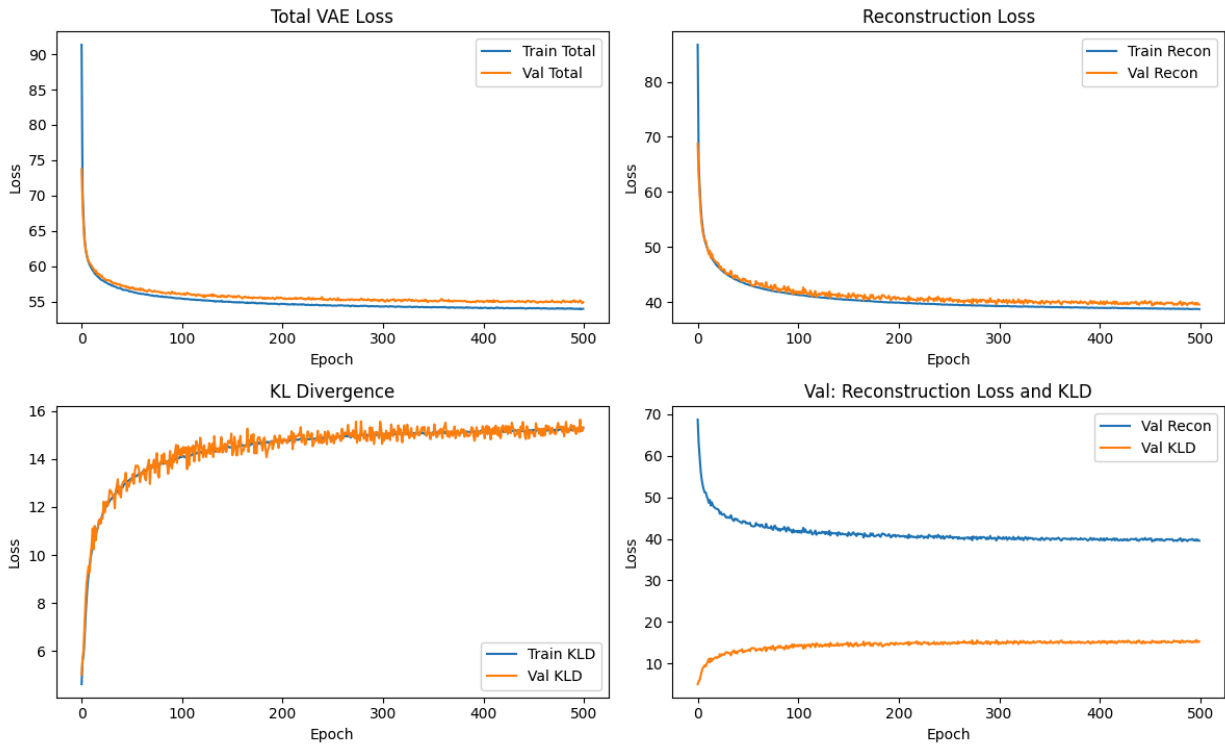 Total VAE Loss
Loss
90
85
80
75
70
65
60
55
0 100 200 300 400 500
Epoch
Train Total
Val Total
Reconstruction Loss
Loss
80
70
60
50
40
0 100 200 300 400 500
Epoch
Train Recon
Val Recon
KL Divergence
Loss
16
14
12
10
8
6
0 100 200 300 400 500
Epoch
Train KLD
Val KLD
Val: Reconstruction Loss and KLD
Loss
70
60
50
40
30
20
10
0 100 200 300 400 500
Epoch
Val Recon
Val KLD